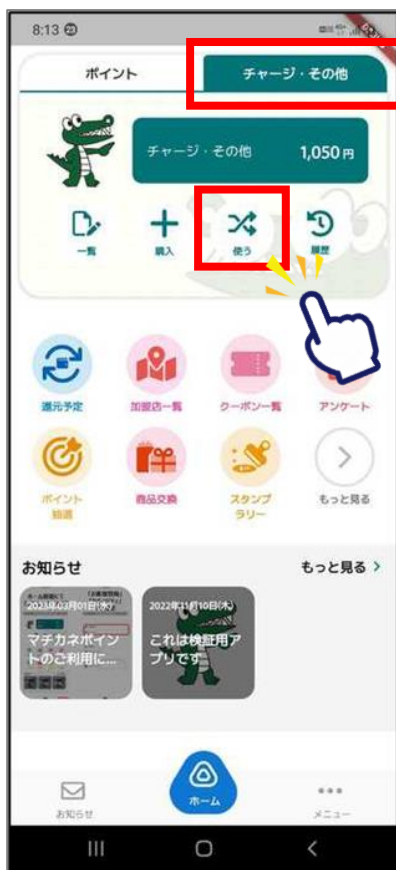 8:13
ポイント
チャージ・その他
チャージ・その他 1,050 円
一覧 購入 使う 履歴
還元予定 加盟店一覧 クーポン一覧 アンケート
ポイント
抽選
商品交換
スタンプ
ラリー
もっと見る
お知らせ もっと見る >
2023年03月01日(水)
マチカネポイン
トのご利用に...
2022年11月10日(木)
これは検証用ア
プリです
お知らせ
ホーム
メニュー